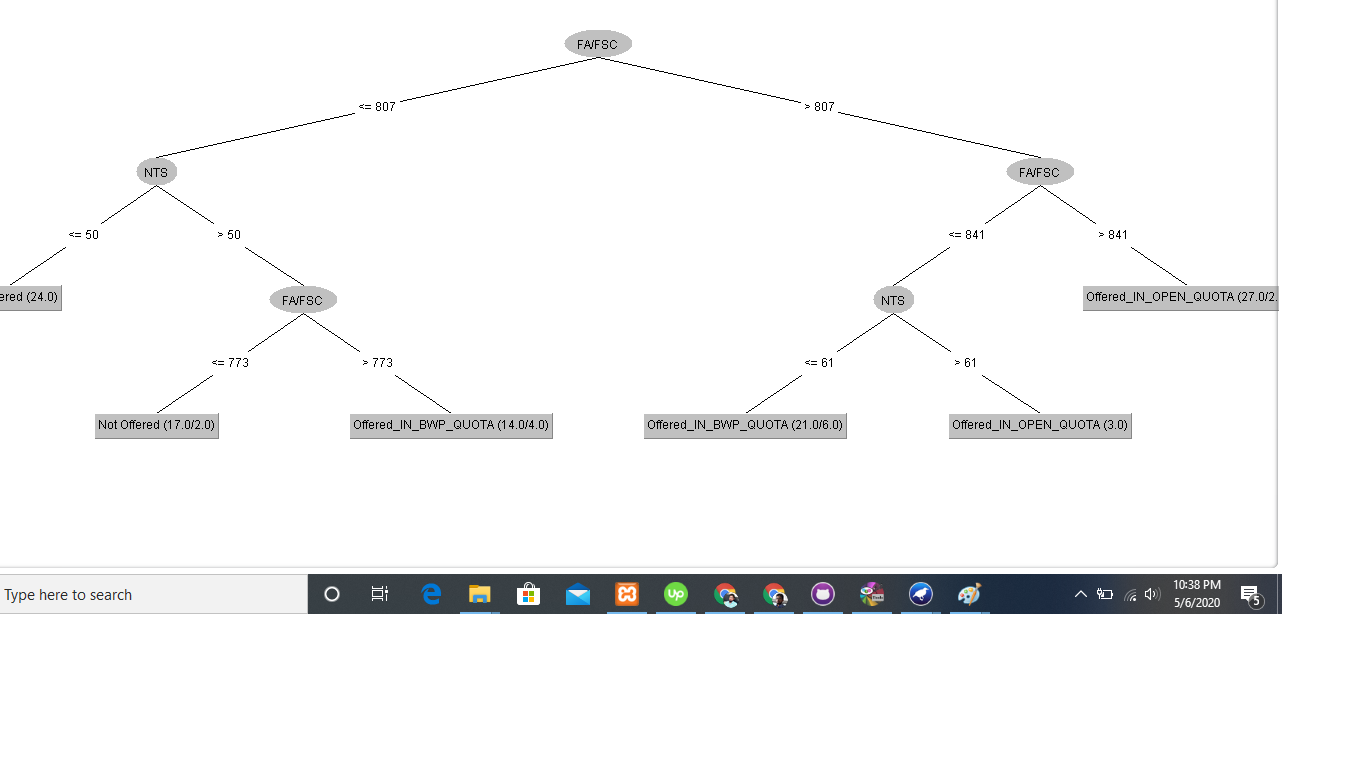 FA/FSC
<= 807
> 807
NTS
FA/FSC
<= 50
> 50
<= 841
> 841
ered (24.0)
FA/FSC
NTS
Offered_IN_OPEN_QUOTA (27.0/2.
<= 773
> 773
<= 61
> 61
Not Offered (17.0/2.0)
Offered_IN_BWP_QUOTA (14.0/4.0)
Offered_IN_BWP_QUOTA (21.0/6.0)
Offered_IN_OPEN_QUOTA (3.0)
Type here to search
up
10:38 PM
5/6/2020
5